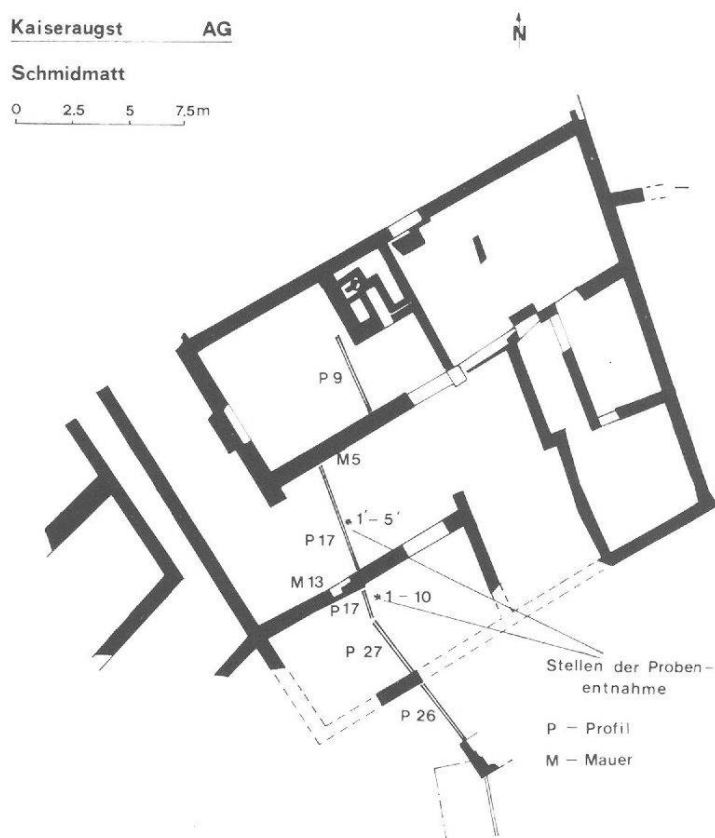 Kaiseraugst AG
N
Schmidmatt
0 2.5 5 7.5m
P 9
M5
1'–5'
P 17
M 13
P 17
1–10
P 27
Stellen der Proben-
entnahme
P 26
P – Profil
M – Mauer